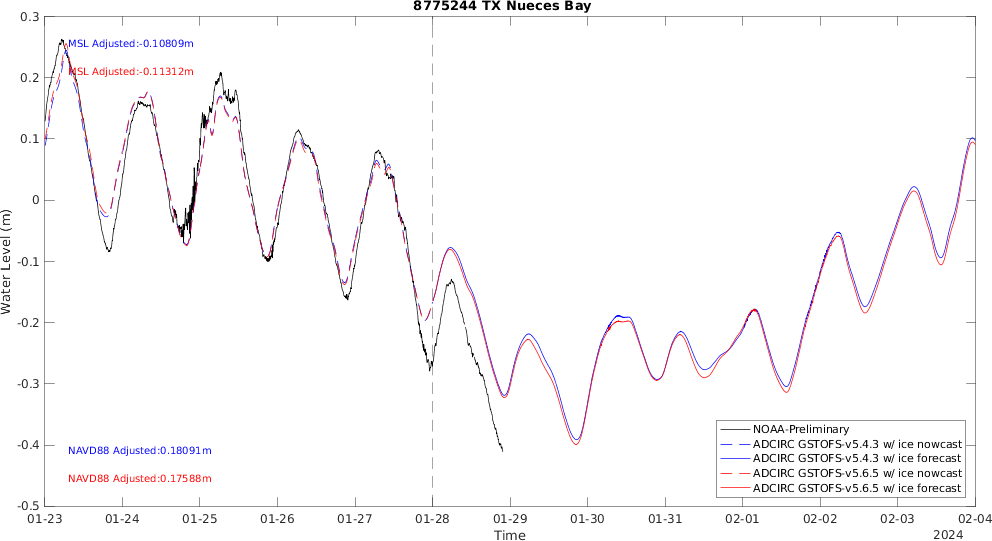 8775244 TX Nueces Bay
0.3
0.2
0.1
0
-0.1
-0.2
-0.3
-0.4
-0.5
Water Level (m)
MSL Adjusted:-0.10809m
MSL Adjusted:-0.11312m
NAVD88 Adjusted:0.18091m
NAVD88 Adjusted:0.17588m
NOAA-Preliminary
ADCIRC GSTOFS-v5.4.3 w/ ice nowcast
ADCIRC GSTOFS-v5.4.3 w/ ice forecast
ADCIRC GSTOFS-v5.6.5 w/ ice nowcast
ADCIRC GSTOFS-v5.6.5 w/ ice forecast
01-23 01-24 01-25 01-26 01-27 01-28 01-29 01-30 01-31 02-01 02-02 02-03 02-04
Time
2024